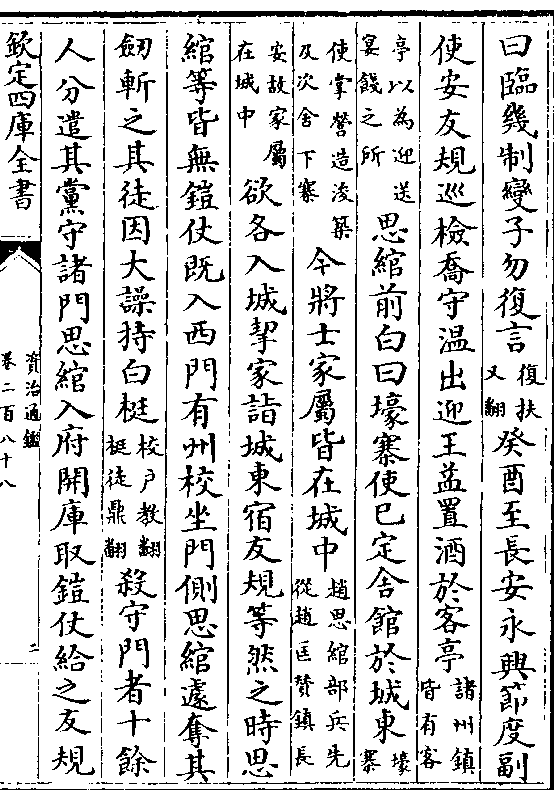 曰臨幾制變子勿復言復扶又翻癸酉至長安永興節度副
使安友規巡檢喬守溫出迎王益置酒於客亭諸州鎮皆有客
亭以為迎送宴餞之所思綰前白曰壕寨使已定舍館於城東壕寨
使掌營造浚築及次舍下寨今將士家屬皆在城中趙思綰部兵先從趙匡贊鎮長
安故家屬在城中欲各入城挈家詣城東宿友規等然之時思
綰等皆無鎧仗既入西門有州校坐門側思綰遽奪其
劒斬之其徒因大譟持白梃校戶教翻梃徒鼎翻殺守門者十餘
人分遣其黨守諸門思綰入府開庫取鎧仗給之友規
欽定四庫全書
資治通鑑
卷二百八十八
二